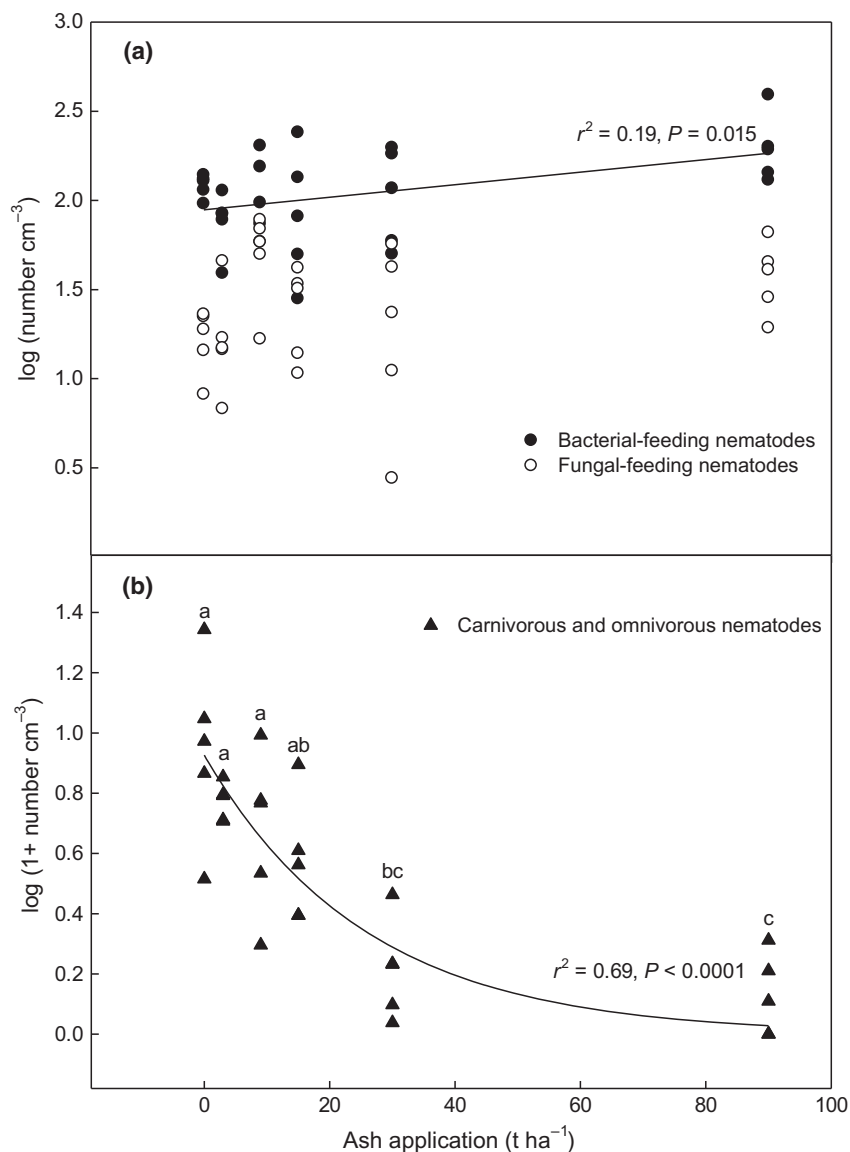 (a)
3.0
2.5
2.0
1.5
1.0
0.5
log (number cm⁻³)
r² = 0.19, P = 0.015
Bacterial-feeding nematodes
Fungal-feeding nematodes
(b)
1.4
1.2
1.0
0.8
0.6
0.4
0.2
0.0
log (1+ number cm⁻³)
Carnivorous and omnivorous nematodes
a
a
a
ab
bc
c
r² = 0.69, P < 0.0001
0 20 40 60 80 100
Ash application (t ha⁻¹)